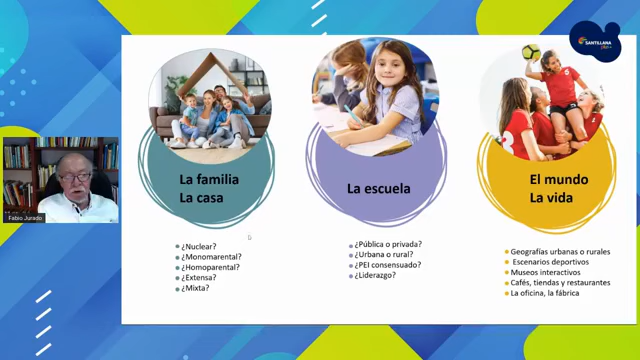 SANTILLANA
La familia
La casa
¿Nuclear?
¿Monomarental?
¿Homoparental?
¿Extensa?
¿Mixta?
La escuela
¿Pública o privada?
¿Urbana o rural?
¿PEI consensuado?
¿Liderazgo?
El mundo
La vida
Geografías urbanas o rurales
Escenarios deportivos
Museos interactivos
Cafés, tiendas y restaurantes
La oficina, la fábrica
Fabio Jurado